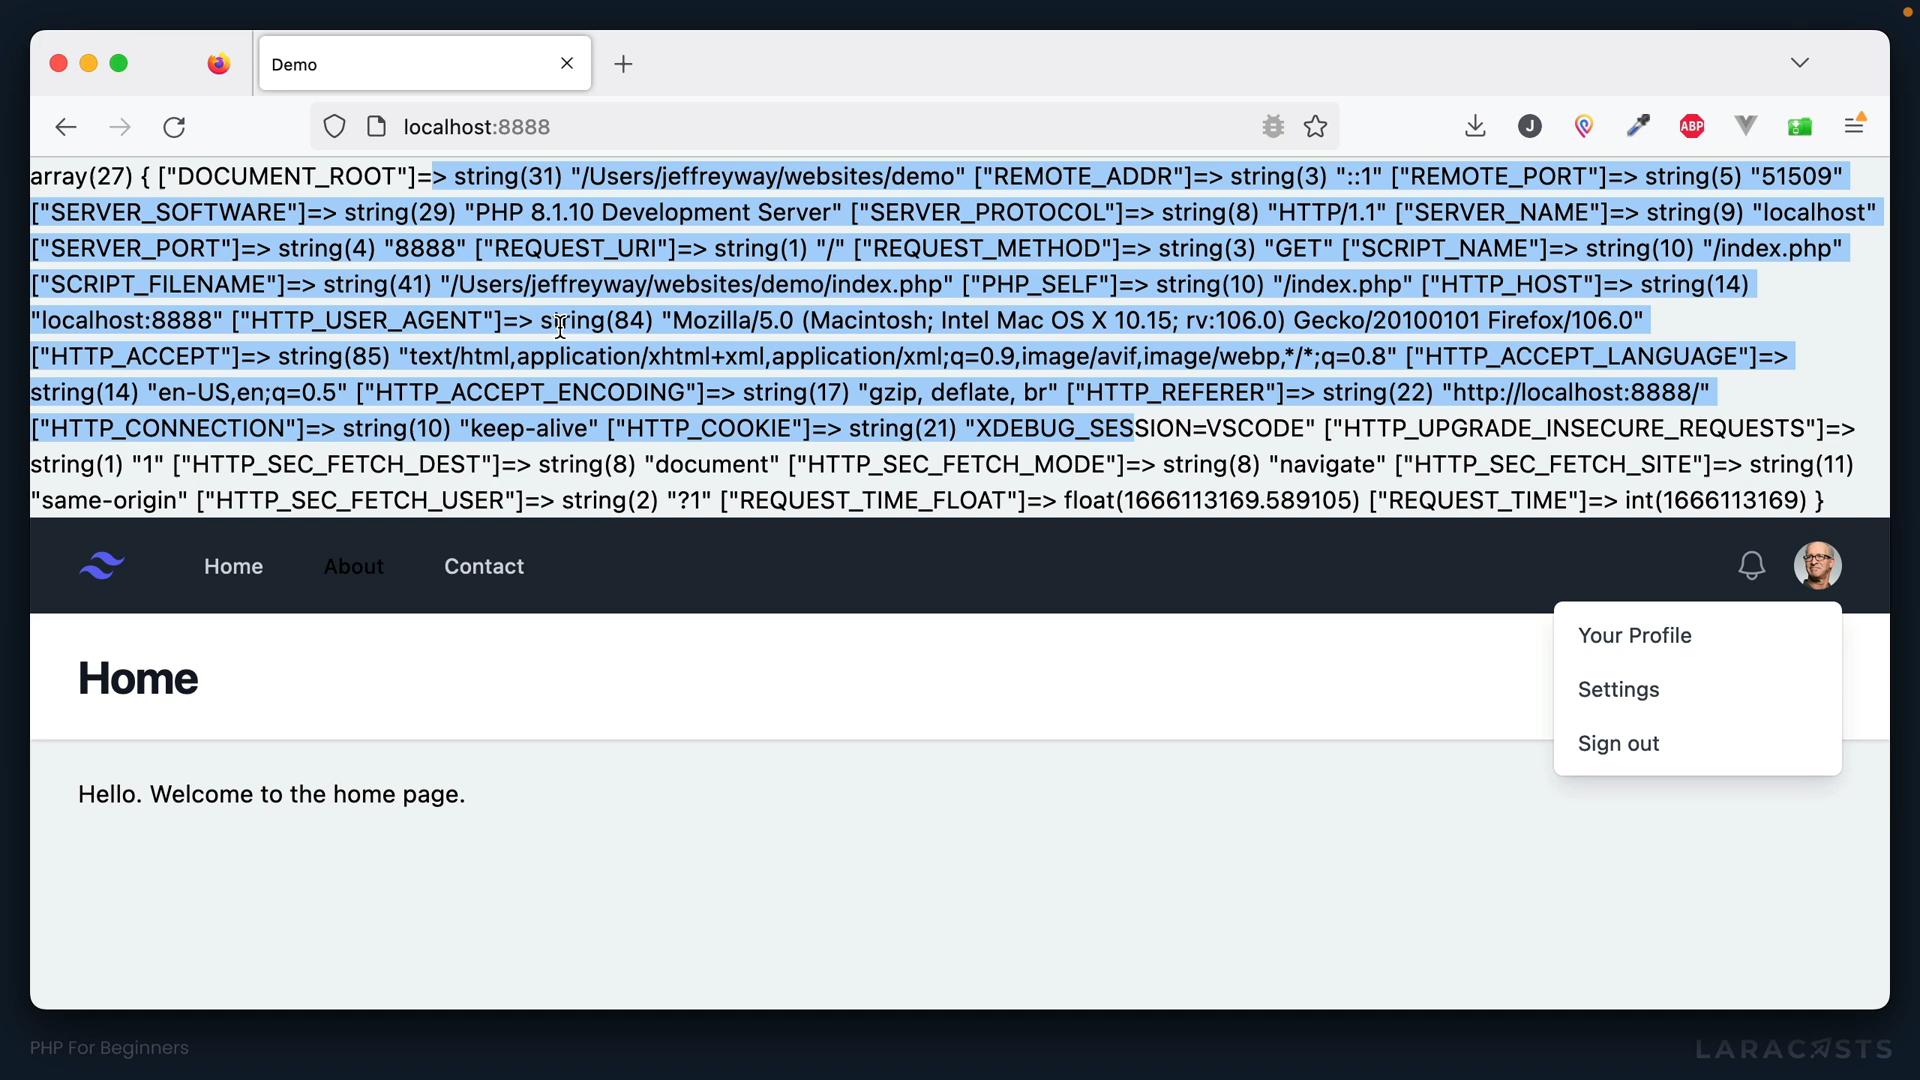 Demo
localhost:8888
J
ABP
array(27) { ["DOCUMENT_ROOT"]=> string(31) "/Users/jeffreyway/websites/demo" ["REMOTE_ADDR"]=> string(3) "::1" ["REMOTE_PORT"]=> string(5) "51509"
["SERVER_SOFTWARE"]=> string(29) "PHP 8.1.10 Development Server" ["SERVER_PROTOCOL"]=> string(8) "HTTP/1.1" ["SERVER_NAME"]=> string(9) "localhost"
["SERVER_PORT"]=> string(4) "8888" ["REQUEST_URI"]=> string(1) "/" ["REQUEST_METHOD"]=> string(3) "GET" ["SCRIPT_NAME"]=> string(10) "/index.php"
["SCRIPT_FILENAME"]=> string(41) "/Users/jeffreyway/websites/demo/index.php" ["PHP_SELF"]=> string(10) "/index.php" ["HTTP_HOST"]=> string(14)
"localhost:8888" ["HTTP_USER_AGENT"]=> string(84) "Mozilla/5.0 (Macintosh; Intel Mac OS X 10.15; rv:106.0) Gecko/20100101 Firefox/106.0"
["HTTP_ACCEPT"]=> string(85) "text/html,application/xhtml+xml,application/xml;q=0.9,image/avif,image/webp,*/*;q=0.8" ["HTTP_ACCEPT_LANGUAGE"]=>
string(14) "en-US,en;q=0.5" ["HTTP_ACCEPT_ENCODING"]=> string(17) "gzip, deflate, br" ["HTTP_REFERER"]=> string(22) "http://localhost:8888/"
["HTTP_CONNECTION"]=> string(10) "keep-alive" ["HTTP_COOKIE"]=> string(21) "XDEBUG_SESSION=VSCODE" ["HTTP_UPGRADE_INSECURE_REQUESTS"]=>
string(1) "1" ["HTTP_SEC_FETCH_DEST"]=> string(8) "document" ["HTTP_SEC_FETCH_MODE"]=> string(8) "navigate" ["HTTP_SEC_FETCH_SITE"]=> string(11)
"same-origin" ["HTTP_SEC_FETCH_USER"]=> string(2) "?1" ["REQUEST_TIME_FLOAT"]=> float(1666113169.589105) ["REQUEST_TIME"]=> int(1666113169) }
Home About Contact
Your Profile
Home
Settings
Sign out
Hello. Welcome to the home page.
PHP For Beginners
LARACASTS